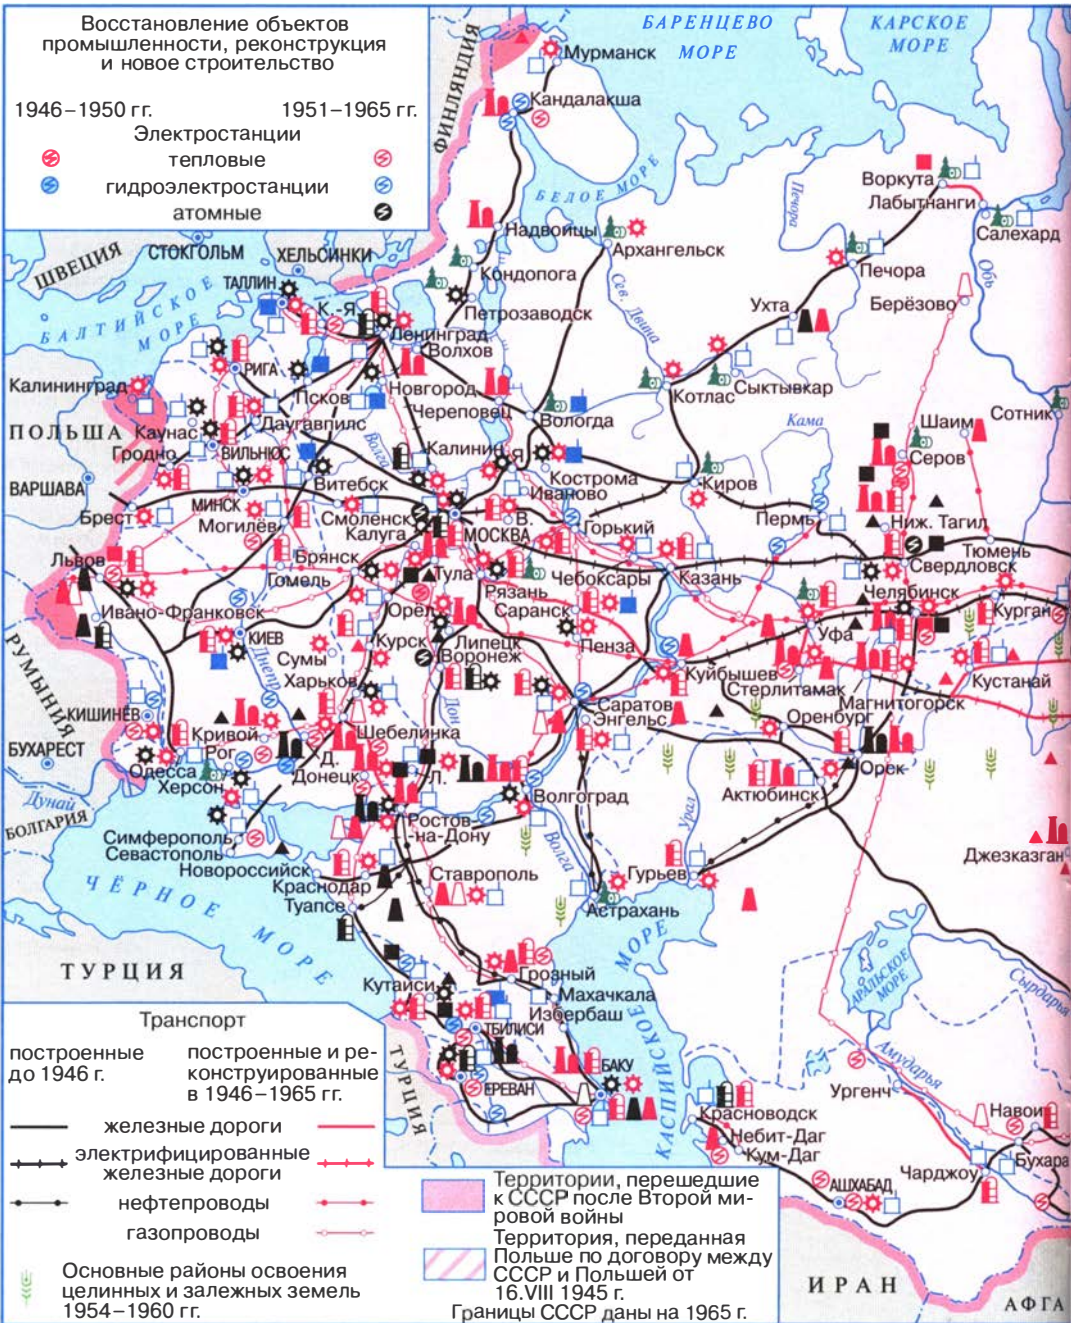 Восстановление объектов
промышленности, реконструкция
и новое строительство
1946–1950 гг. 1951–1965 гг.
Электростанции
тепловые
гидроэлектростанции
атомные
БАРЕНЦЕВО
МОРЕ
КАРСКОЕ
МОРЕ
ФИНЛЯНДИЯ
Мурманск
Кандалакша
БЕЛОЕ МОРЕ
Печора
Воркута
Лабытнанги
Салехард
Обь
ШВЕЦИЯ
СТОКГОЛЬМ
ХЕЛЬСИНКИ
ТАЛЛИН
БАЛТИЙСКОЕ
МОРЕ
Надвоицы
Архангельск
Кондопога
Петрозаводск
Сев. Двина
Печора
Ухта
Берёзово
К.-Я.
Ленинград
Волхов
РИГА
Псков
Новгород
Череповец
Вологда
Котлас
Сыктывкар
Калининград
ПОЛЬША
Каунас
Даугавпилс
Гродно
ВИЛЬНЮС
ВАРШАВА
Волга
Калинин
Я.
Кострома
Иваново
Кама
Киров
Шаим
Серов
Сотник
Брест
МИНСК
Витебск
Могилёв
Смоленск
Калуга
МОСКВА
В.
Горький
Пермь
Ниж. Тагил
Тюмень
Свердловск
Львов
Брянск
Гомель
Тула
Рязань
Чебоксары
Казань
Саранск
Челябинск
Курган
Ивано-Франковск
КИЕВ
Орёл
Курск
Липецк
Воронеж
Пенза
Уфа
Сумы
Харьков
Днепр
Дон
Куйбышев
Стерлитамак
Кустанай
Магнитогорск
РУМЫНИЯ
КИШИНЁВ
БУХАРЕСТ
Кривой
Рог
Шебелинка
Саратов
Энгельс
Оренбург
Орск
Одесса
Херсон
Д.
Донецк
Л.
Волгоград
Актюбинск
Дунай
БОЛГАРИЯ
Симферополь
Севастополь
Ростов-
-на-Дону
Волга
Урал
Гурьев
Джезказган
Новороссийск
Краснодар
Туапсе
Ставрополь
Астрахань
ЧЁРНОЕ МОРЕ
ТУРЦИЯ
Грозный
Кутаиси
Махачкала
Избербаш
ТБИЛИСИ
КАСПИЙСКОЕ МОРЕ
АРАЛЬСКОЕ
МОРЕ
Сырдарья
Амударья
ТУРЦИЯ
ЕРЕВАН
БАКУ
Ургенч
Красноводск
Небит-Даг
Кум-Даг
Навои
Бухара
Чарджоу
АШХАБАД
ИРАН
АФГА
Транспорт
построенные
до 1946 г.
построенные и ре-
конструированные
в 1946–1965 гг.
железные дороги
электрифицированные
железные дороги
нефтепроводы
газопроводы
Основные районы освоения
целинных и залежных земель
1954–1960 гг.
Территории, перешедшие
к СССР после Второй ми-
ровой войны
Территория, переданная
Польше по договору между
СССР и Польшей от
16.VIII 1945 г.
Границы СССР даны на 1965 г.